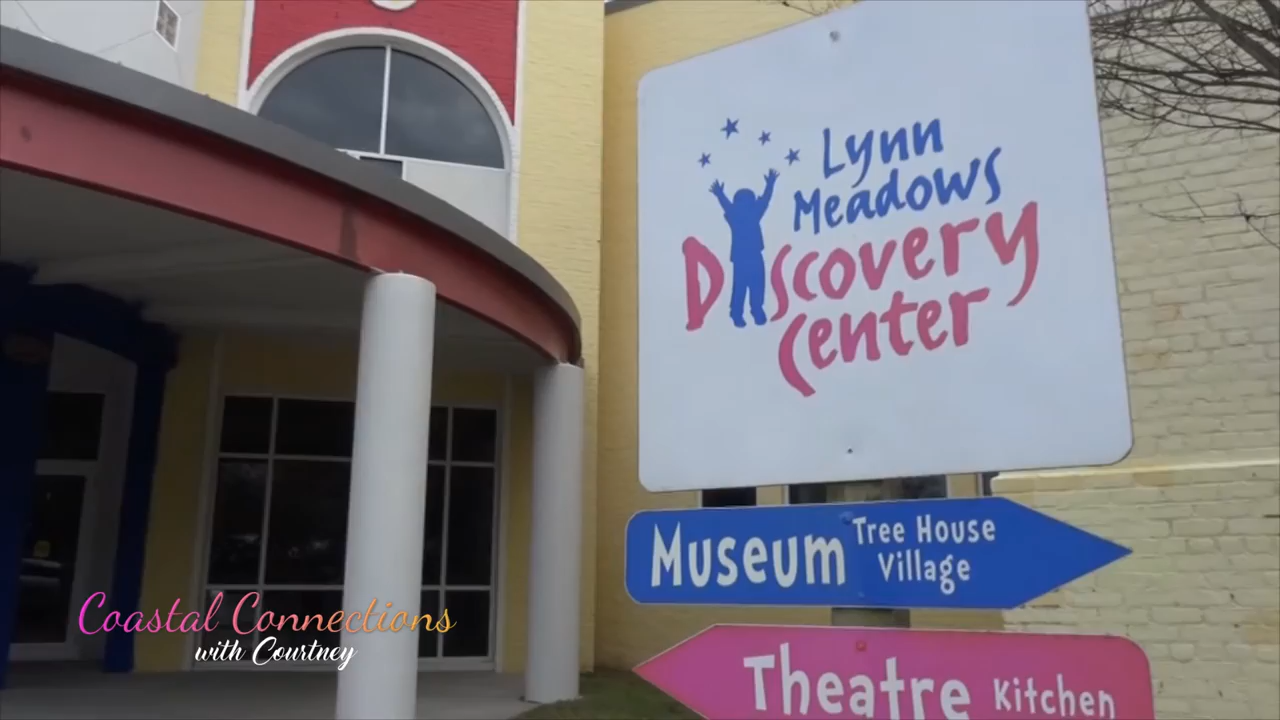 Lynn
Meadows
Discovery
Center
Museum Tree House
Village
Theatre Kitchen
Coastal Connections
with Courtney